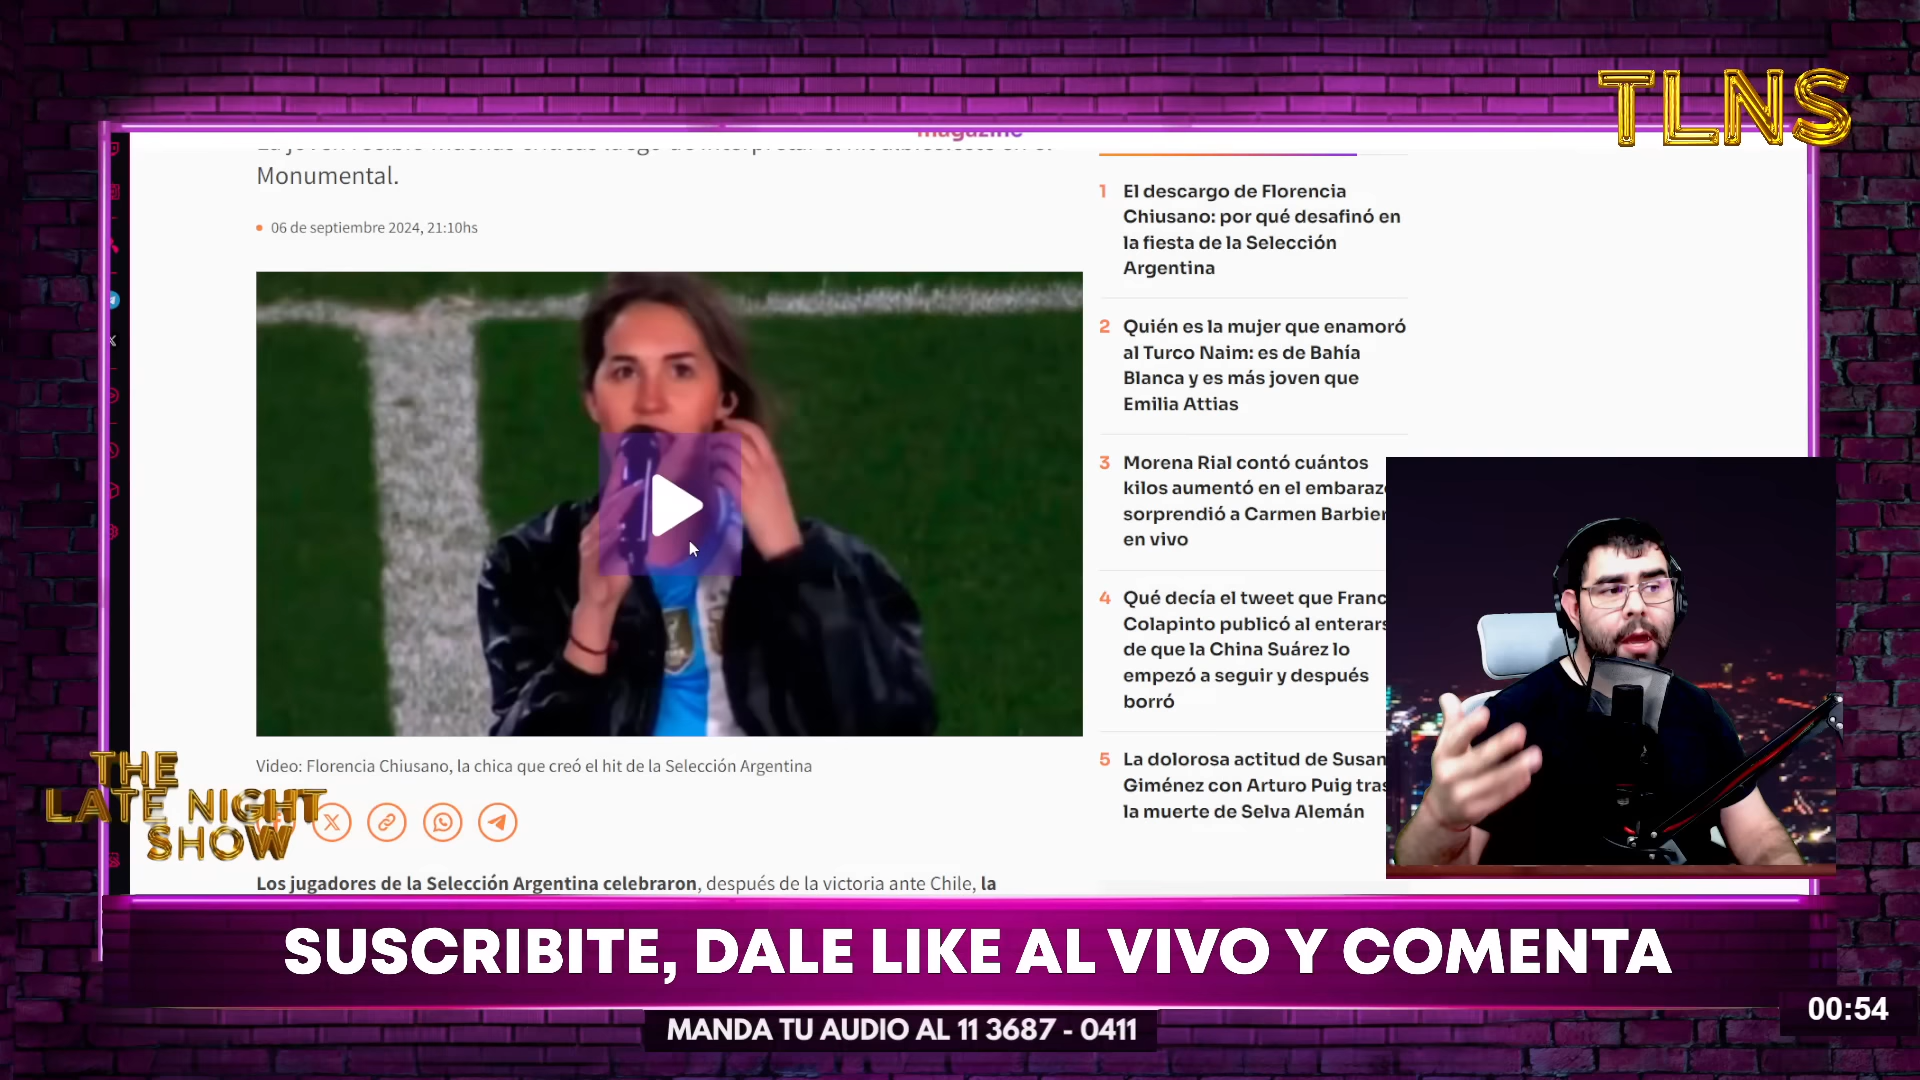 TLNS
magazine
Monumental.
06 de septiembre 2024, 21:10hs
Video: Florencia Chiusano, la chica que creó el hit de la Selección Argentina
Los jugadores de la Selección Argentina celebraron, después de la victoria ante Chile, la
1 El descargo de Florencia
Chiusano: por qué desafinó en
la fiesta de la Selección
Argentina
2 Quién es la mujer que enamoró
al Turco Naim: es de Bahía
Blanca y es más joven que
Emilia Attias
3 Morena Rial contó cuántos
kilos aumentó en el embaraz
sorprendió a Carmen Barbier
en vivo
4 Qué decía el tweet que Franc
Colapinto publicó al enterars
de que la China Suárez lo
empezó a seguir y después
borró
5 La dolorosa actitud de Susan
Giménez con Arturo Puig tras
la muerte de Selva Alemán
THE
LATE NIGHT
SHOW
SUSCRIBITE, DALE LIKE AL VIVO Y COMENTA
MANDA TU AUDIO AL 11 3687 - 0411
00:54